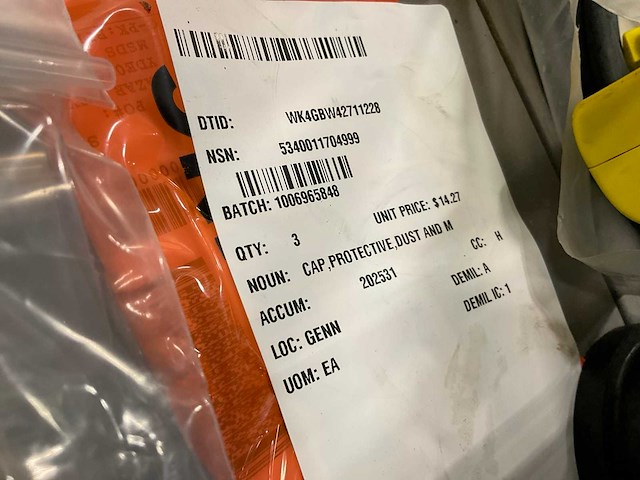 DTID: WK4GBW42711228
NSN: 5340011704999
BATCH: 1006965848
QTY: 3 UNIT PRICE: $14.27
NOUN: CAP,PROTECTIVE,DUST AND M
ACCUM: 202531 CC: H
LOC: GENN DEMIL: A
UOM: EA DEMIL IC: 1